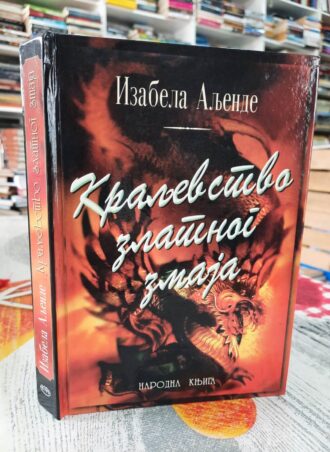 Изабела Аљенде
Краљевство
златног
змаја
НАРОДНА КЊИГА
Изабела Аљенде Краљевство златног змаја